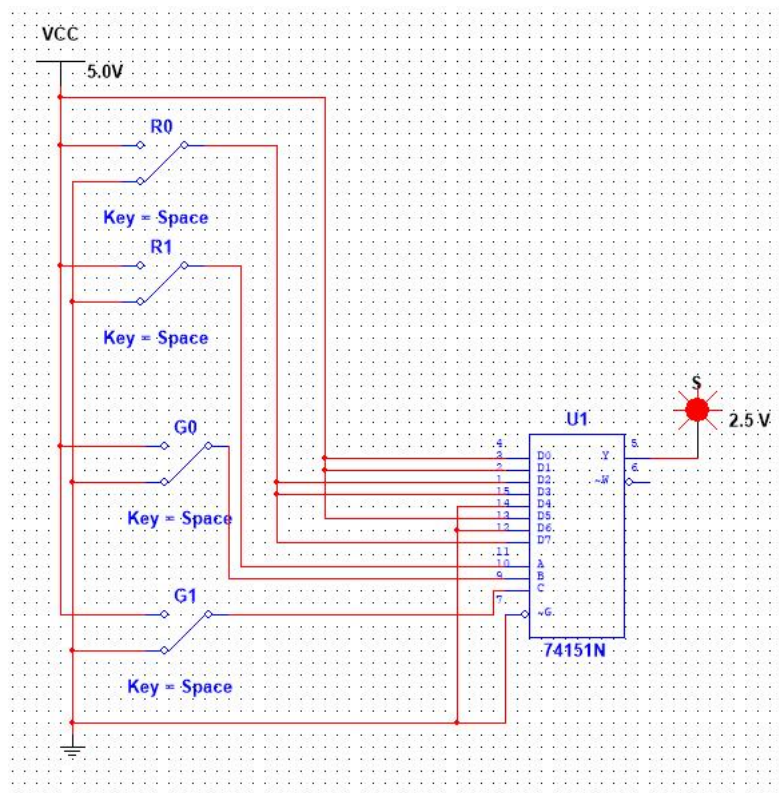 VCC
5.0V
R0
Key = Space
R1
Key = Space
G0
Key = Space
G1
Key = Space
S
2.5 V
U1
4
3
2
1
15
14
13
12
11
10
9
7
D0
D1
D2
D3
D4
D5
D6
D7
A
B
C
~G
Y
~W
5
6
74151N